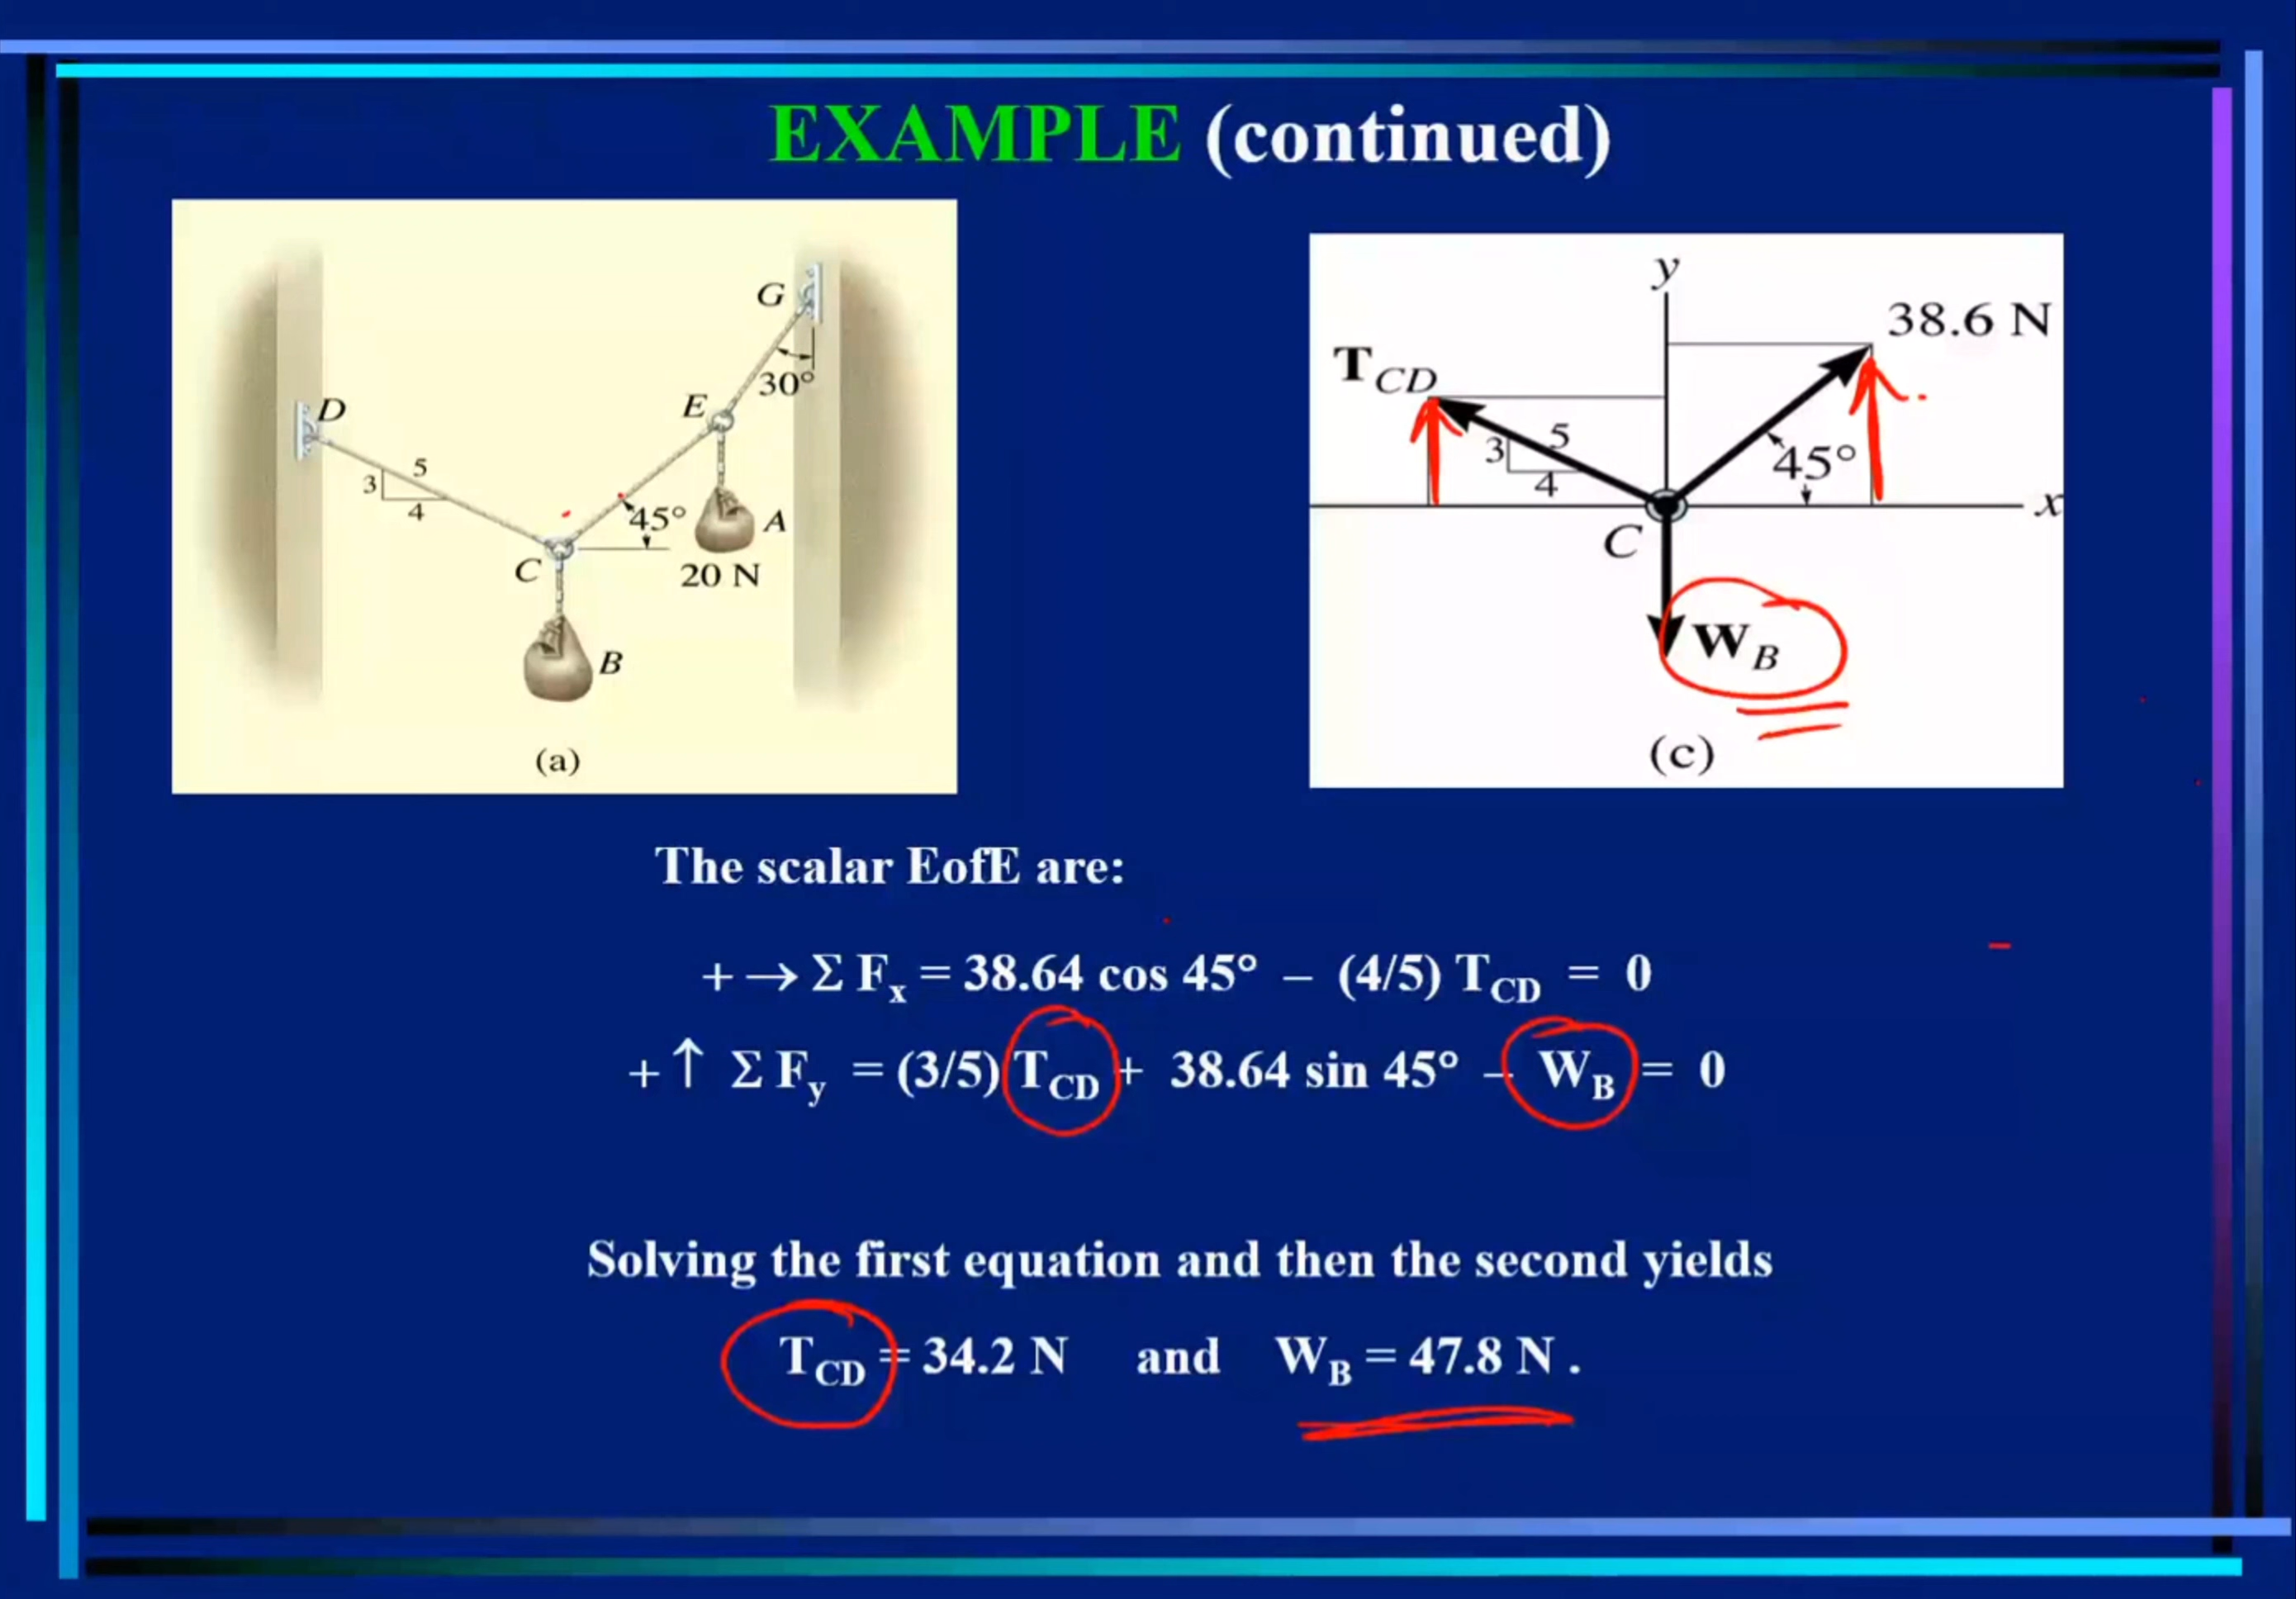 EXAMPLE (continued)
G
30°
E
D
5
3
4
45°
A
C
20 N
B
(a)
y
38.6 N
T CD
5
3
4
45°
x
C
W B
(c)
The scalar EofE are:
+ → Σ Fx = 38.64 cos 45° – (4/5) TCD = 0
+ ↑ Σ Fy = (3/5) TCD + 38.64 sin 45° – WB = 0
Solving the first equation and then the second yields
TCD = 34.2 N and WB = 47.8 N .